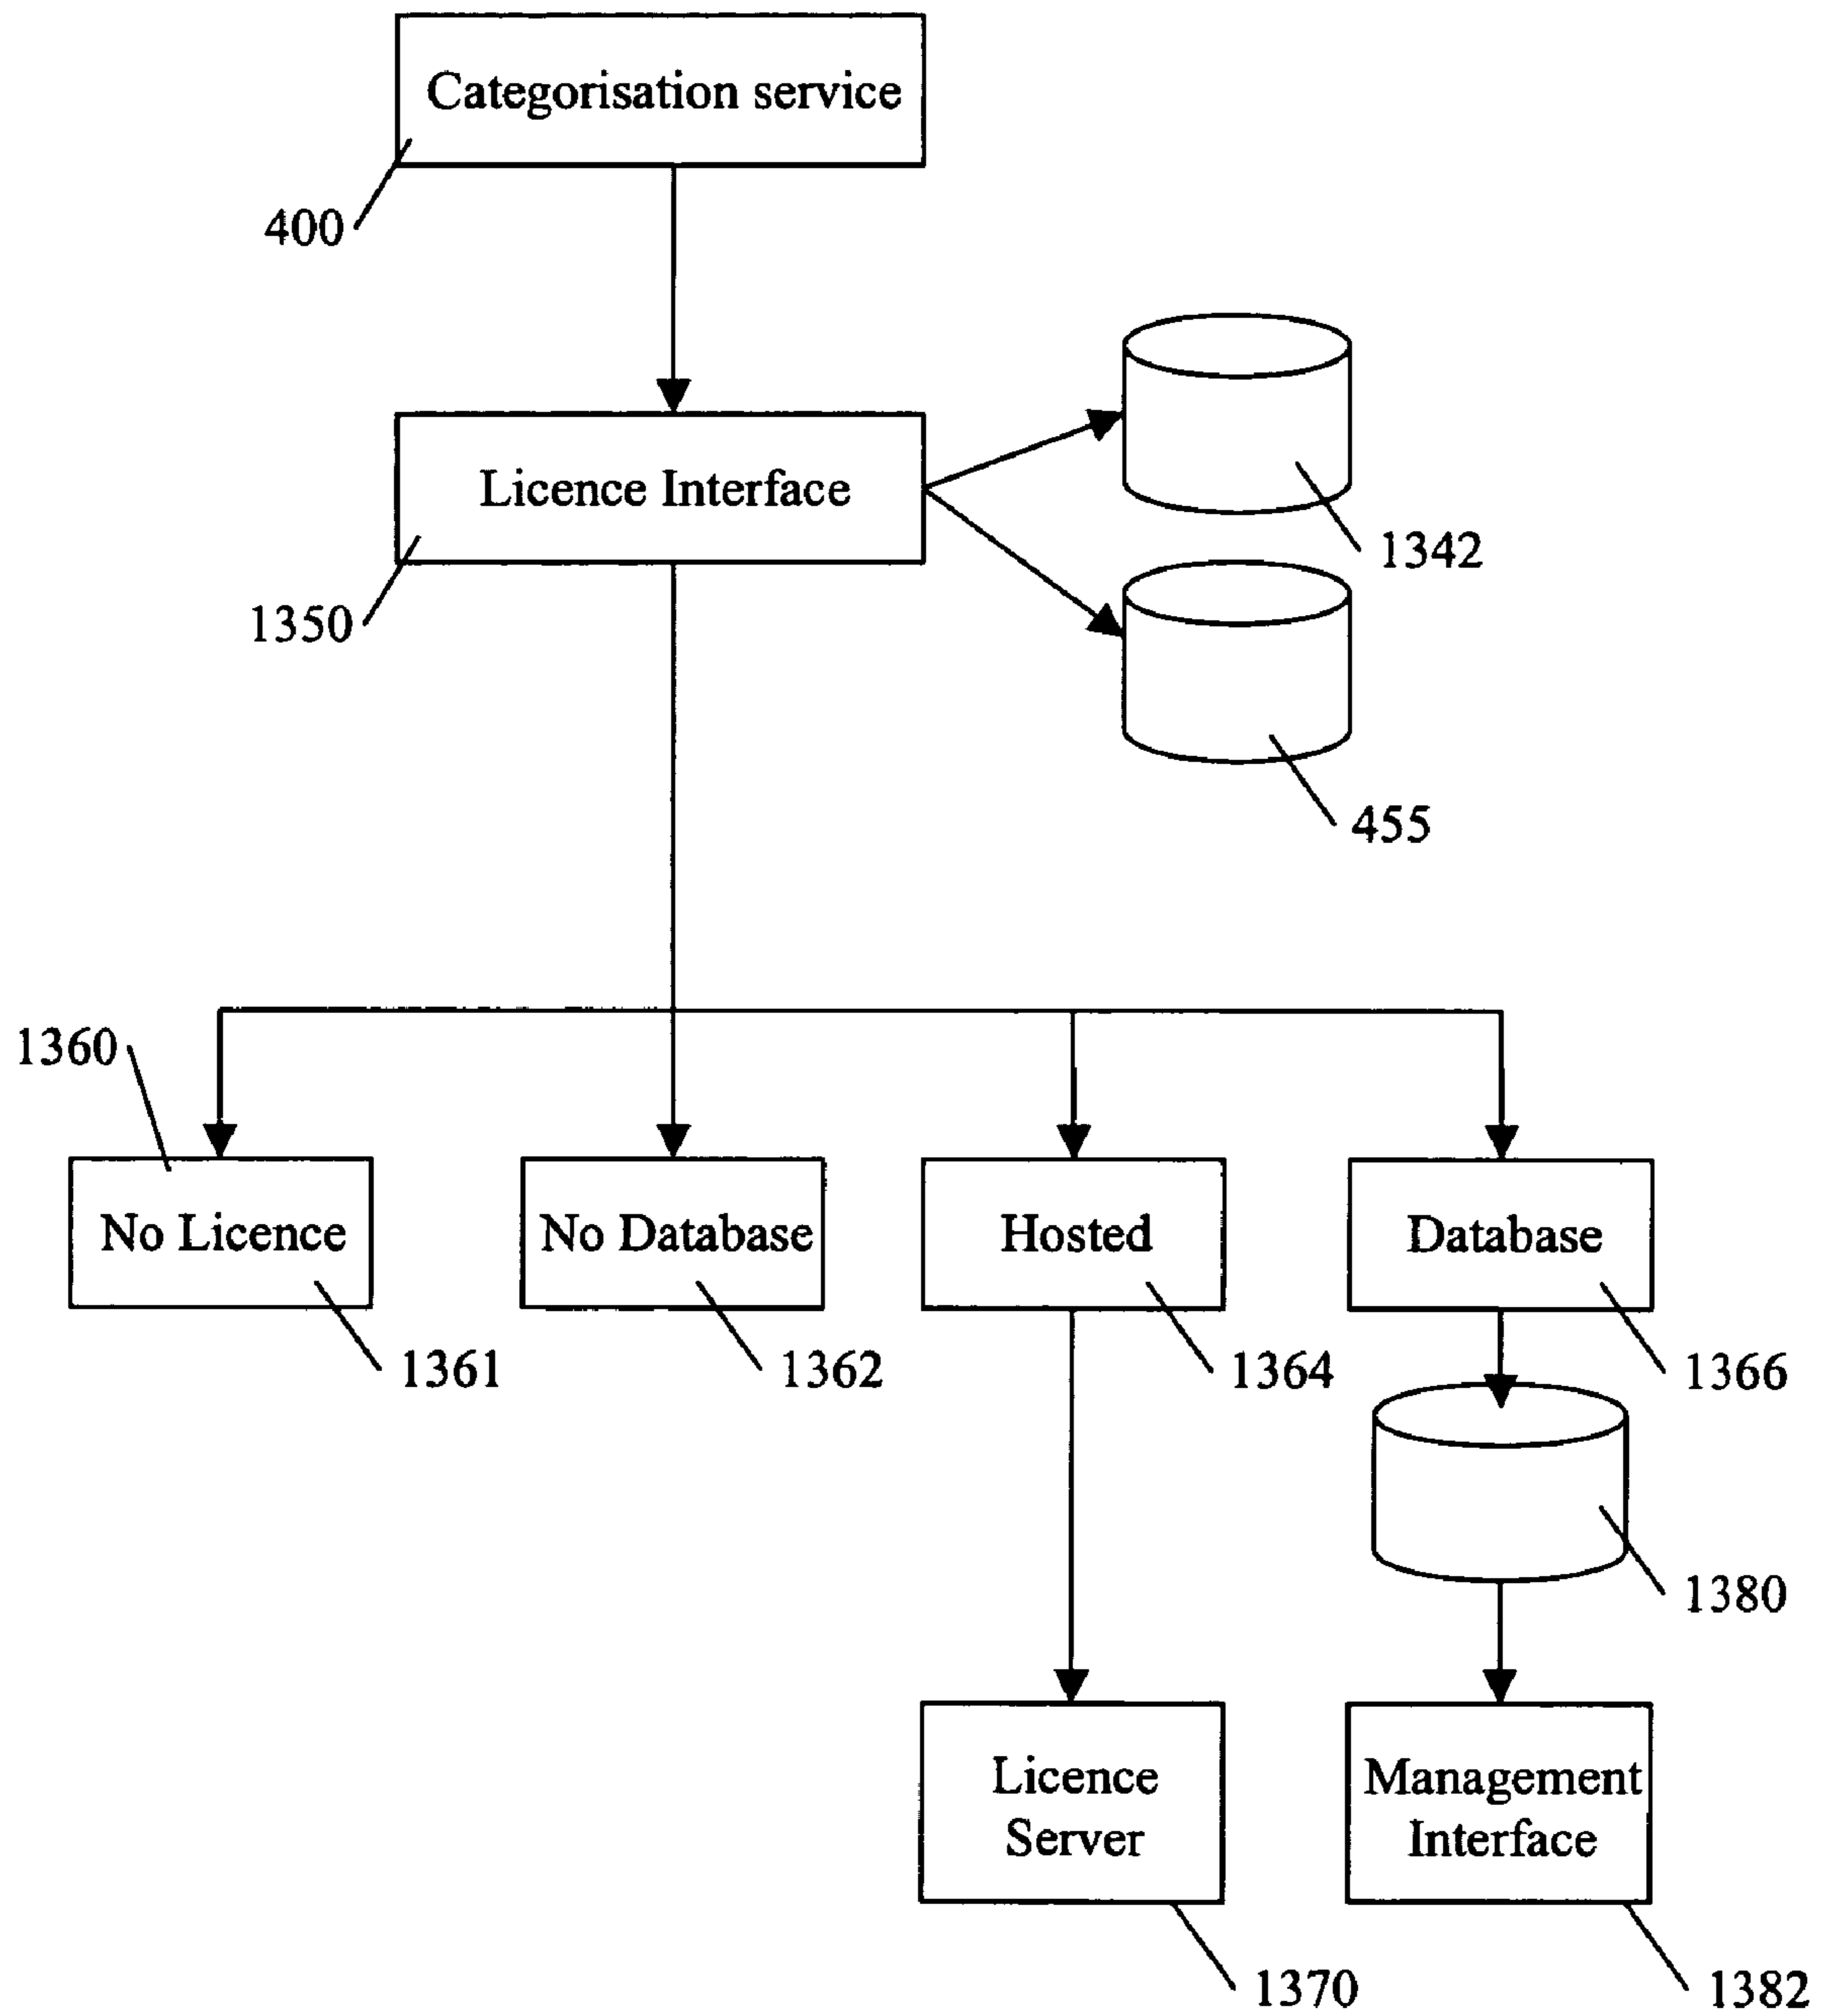 Categorisation service
400
Licence Interface
1342
1350
455
1360
No Licence
No Database
Hosted
Database
1361
1362
1364
1366
1380
Licence
Server
Management
Interface
1370
1382